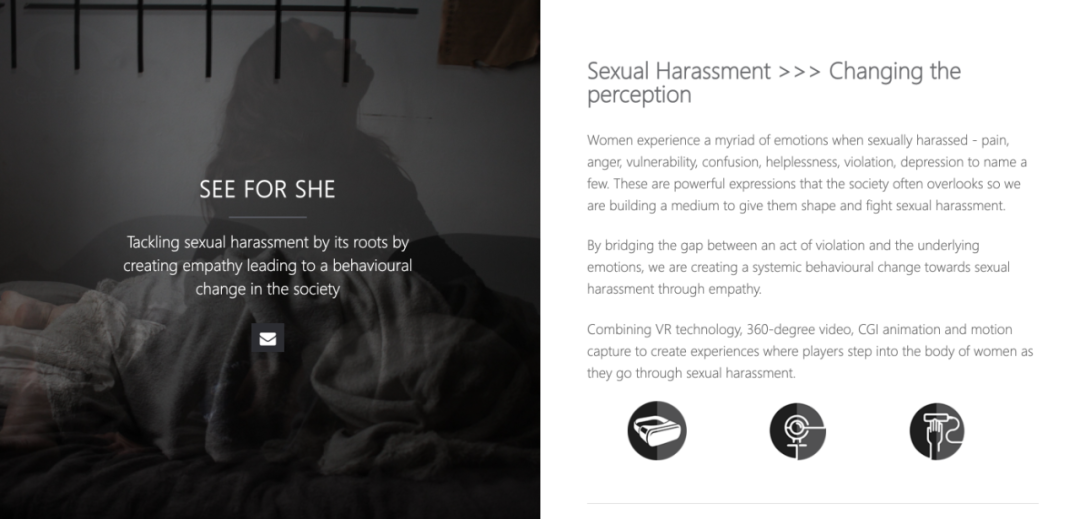 SEE FOR SHE
Tackling sexual harassment by its roots by
creating empathy leading to a behavioural
change in the society
Sexual Harassment >>> Changing the
perception
Women experience a myriad of emotions when sexually harassed - pain,
anger, vulnerability, confusion, helplessness, violation, depression to name a
few. These are powerful expressions that the society often overlooks so we
are building a medium to give them shape and fight sexual harassment.
By bridging the gap between an act of violation and the underlying
emotions, we are creating a systemic behavioural change towards sexual
harassment through empathy.
Combining VR technology, 360-degree video, CGI animation and motion
capture to create experiences where players step into the body of women as
they go through sexual harassment.